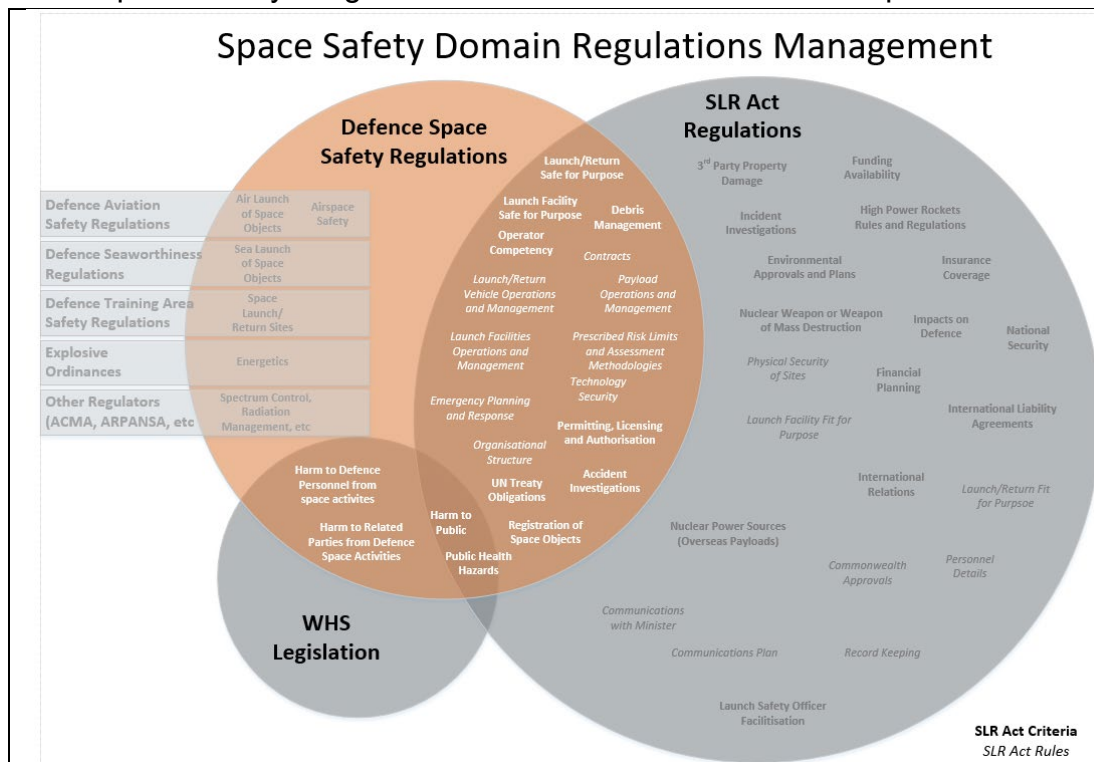 Space Safety Domain Regulations Management
Defence Space
Safety Regulations
SLR Act
Regulations
Defence Aviation
Safety Regulations
Air Launch
of Space
Objects
Airspace
Safety
Defence Seaworthiness
Regulations
Sea Launch
of Space
Objects
Defence Training Area
Safety Regulations
Space
Launch/
Return Sites
Explosive
Ordinances
Energetics
Other Regulators
(ACMA, ARPANSA, etc
Spectrum Control,
Radiation
Management, etc
Launch/Return
Safe for Purpose
Launch Facility
Safe for Purpose
Debris
Management
Operator
Competency
Contracts
Launch/Return
Vehicle Operations
and Management
Payload
Operations and
Management
Launch Facilities
Operations and
Management
Prescribed Risk Limits
and Assessment
Methodologies
Technology
Security
Emergency Planning
and Response
Permitting, Licensing
and Authorisation
Organisational
Structure
UN Treaty
Obligations
Accident
Investigations
Harm to Defence
Personnel from
space activites
Harm to Related
Parties from Defence
Space Activities
Harm to
Public
Registration of
Space Objects
Public Health
Hazards
WHS
Legislation
3rd Party Property
Damage
Funding
Availability
Incident
Investigations
High Power Rockets
Rules and Regulations
Environmental
Approvals and Plans
Insurance
Coverage
Nuclear Weapon or Weapon
of Mass Destruction
Impacts on
Defence
National
Security
Physical Security
of Sites
Financial
Planning
Launch Facility Fit for
Purpose
International Liability
Agreements
International
Relations
Launch/Return Fit
for Purpsoe
Nuclear Power Sources
(Overseas Payloads)
Commonwealth
Approvals
Personnel
Details
Communications
with Minister
Communications Plan
Record Keeping
Launch Safety Officer
Facilitisation
SLR Act Criteria
SLR Act Rules